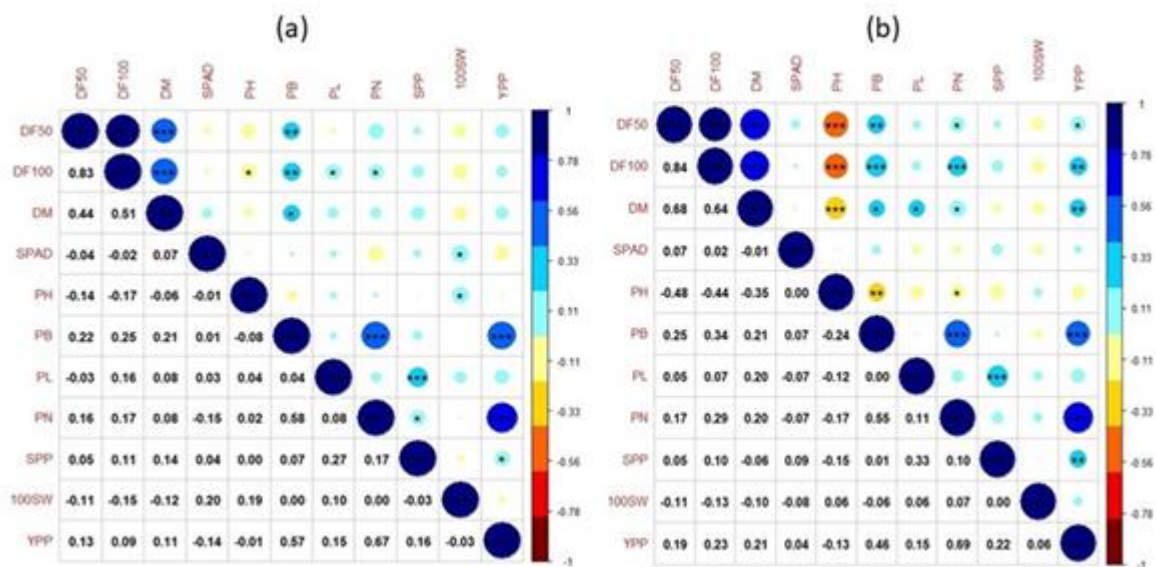 (a)
DF50 DF100 DM SPAD PH PB PL PN SPP 100SW YPP
DF50
DF100 0.83
DM 0.44 0.51
SPAD -0.04 -0.02 0.07
PH -0.14 -0.17 -0.06 -0.01
PB 0.22 0.25 0.21 0.01 -0.08
PL -0.03 0.16 0.08 0.03 0.04 0.04
PN 0.16 0.17 0.08 -0.15 0.02 0.58 0.08
SPP 0.05 0.11 0.14 0.04 0.00 0.07 0.27 0.17
100SW -0.11 -0.15 -0.12 0.20 0.19 0.00 0.10 0.00 -0.03
YPP 0.13 0.09 0.11 -0.14 -0.01 0.57 0.15 0.67 0.16 -0.03
1
0.78
0.56
0.33
0.11
-0.11
-0.33
-0.56
-0.78
-1
(b)
DF50 DF100 DM SPAD PH PB PL PN SPP 100SW YPP
DF50
DF100 0.84
DM 0.68 0.64
SPAD 0.07 0.02 -0.01
PH -0.48 -0.44 -0.35 0.00
PB 0.25 0.34 0.21 0.07 -0.24
PL 0.05 0.07 0.20 -0.07 -0.12 0.00
PN 0.17 0.29 0.20 -0.07 -0.17 0.55 0.11
SPP 0.05 0.10 -0.06 0.09 -0.15 0.01 0.33 0.10
100SW -0.11 -0.13 -0.10 -0.08 0.06 -0.06 0.06 0.07 0.00
YPP 0.19 0.23 0.21 0.04 -0.13 0.46 0.15 0.69 0.22 0.06
1
0.78
0.56
0.33
0.11
-0.11
-0.33
-0.56
-0.78
-1